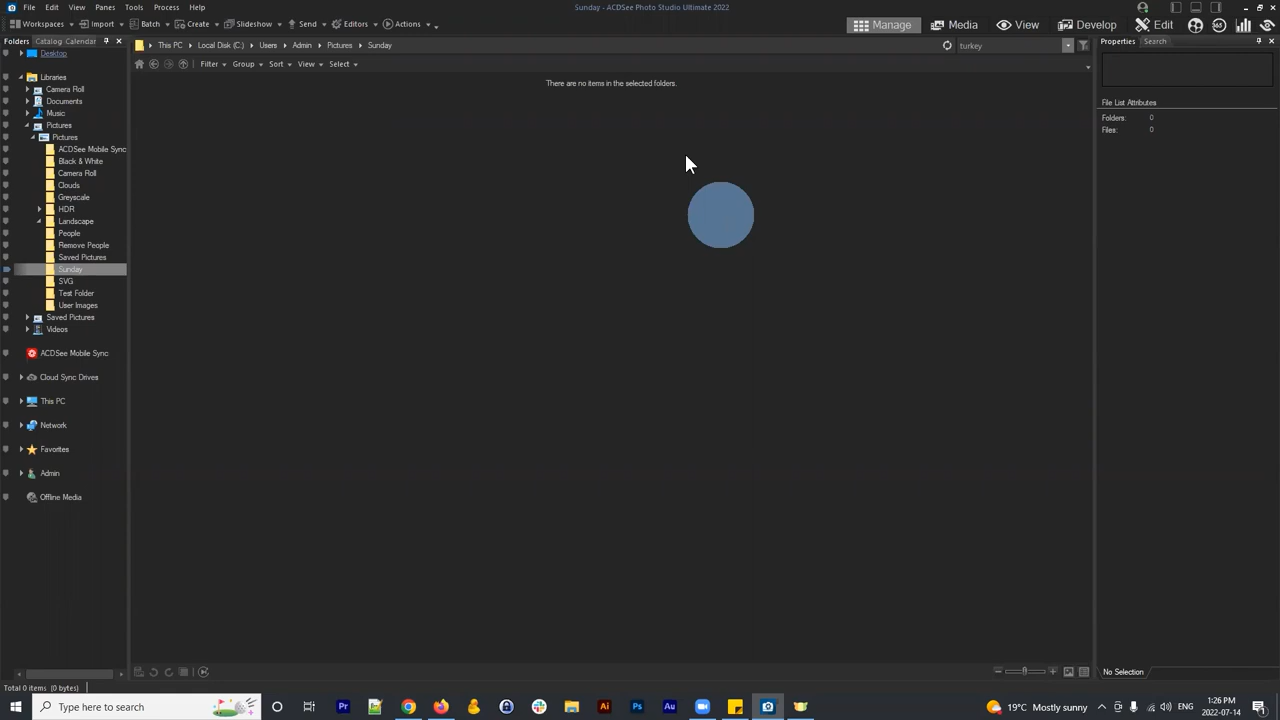 File Edit View Panes Tools Process Help
Sunday - ACDSee Photo Studio Ultimate 2022
Workspaces Import Batch Create Slideshow Send Editors Actions
Manage Media View Develop Edit 365
Folders Catalog Calendar
This PC Local Disk (C:) Users Admin Pictures Sunday
turkey
Properties Search
Filter Group Sort View Select
There are no items in the selected folders.
File List Attributes
Folders: 0
Files: 0
Desktop
Libraries
Camera Roll
Documents
Music
Pictures
Pictures
ACDSee Mobile Sync
Black & White
Camera Roll
Clouds
Greyscale
HDR
Landscape
People
Remove People
Saved Pictures
Sunday
SVG
Test Folder
User Images
Saved Pictures
Videos
ACDSee Mobile Sync
Cloud Sync Drives
This PC
Network
Favorites
Admin
Offline Media
No Selection
Total 0 items (0 bytes)
Type here to search
Pr Ai Ps Au
19°C Mostly sunny
ENG
1:26 PM
2022-07-14